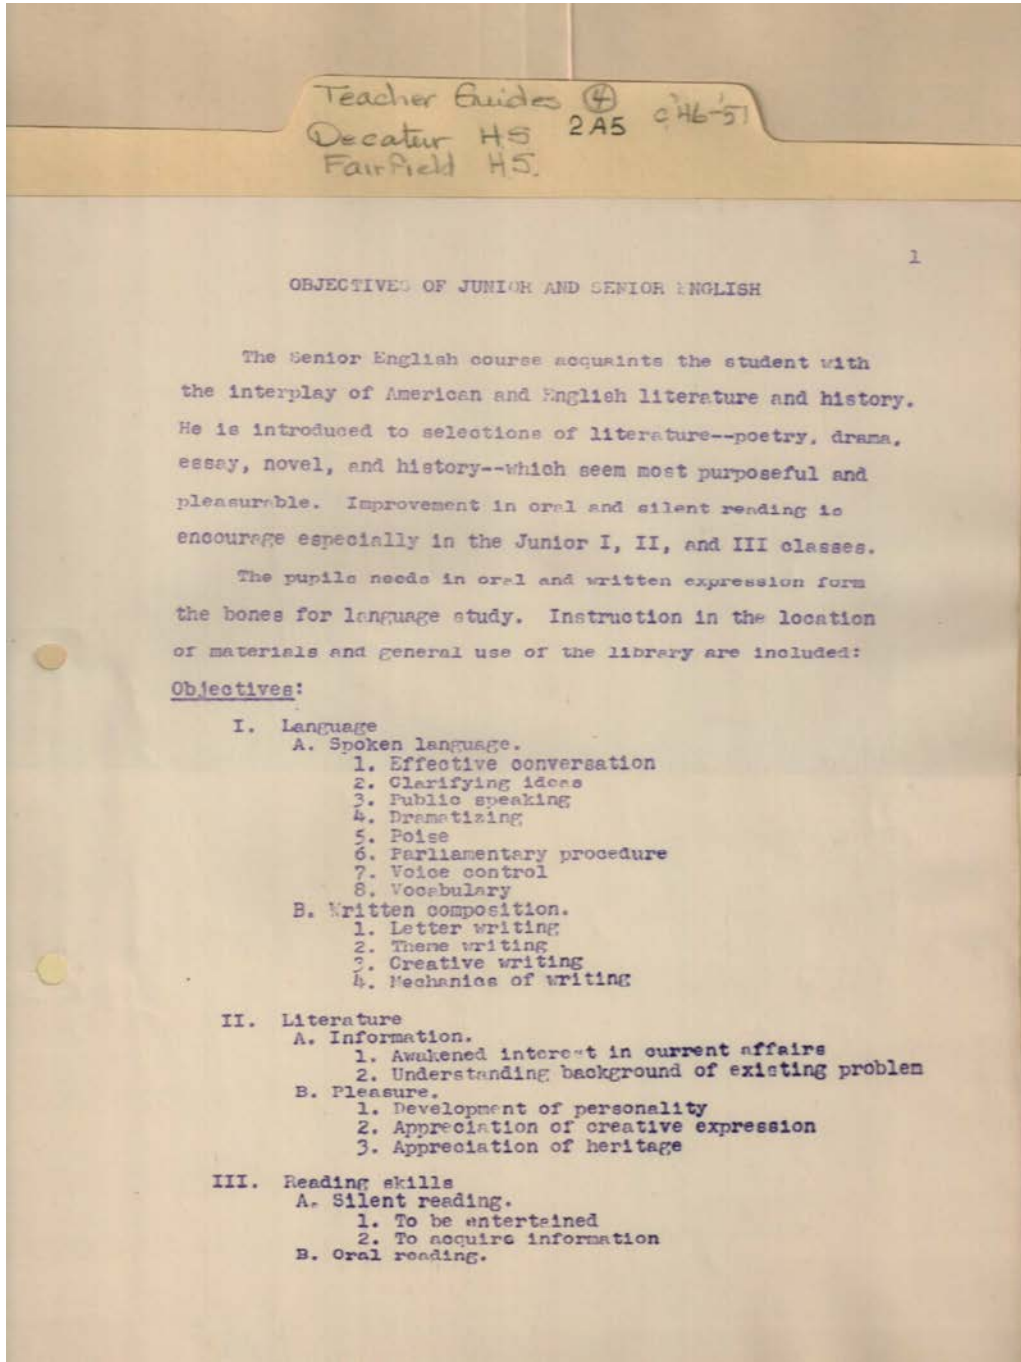 Teacher Guides ④
2A5
c '46-'51
Decatur HS
Fairfield HS.
1
OBJECTIVES OF JUNIOR AND SENIOR ENGLISH
The Senior English course acquaints the student with
the interplay of American and English literature and history.
He is introduced to selections of literature--poetry, drama,
essay, novel, and history--which seem most purposeful and
pleasurable. Improvement in oral and silent reading is
encourage especially in the Junior I, II, and III classes.
The pupils needs in oral and written expression form
the bones for language study. Instruction in the location
of materials and general use of the library are included:
Objectives:
I. Language
A. Spoken language.
1. Effective conversation
2. Clarifying ideas
3. Public speaking
4. Dramatizing
5. Poise
6. Parliamentary procedure
7. Voice control
8. Vocabulary
B. Written composition.
1. Letter writing
2. Theme writing
3. Creative writing
4. Mechanics of writing
II. Literature
A. Information.
1. Awakened interest in current affairs
2. Understanding background of existing problem
B. Pleasure.
1. Development of personality
2. Appreciation of creative expression
3. Appreciation of heritage
III. Reading skills
A. Silent reading.
1. To be entertained
2. To acquire information
B. Oral reading.